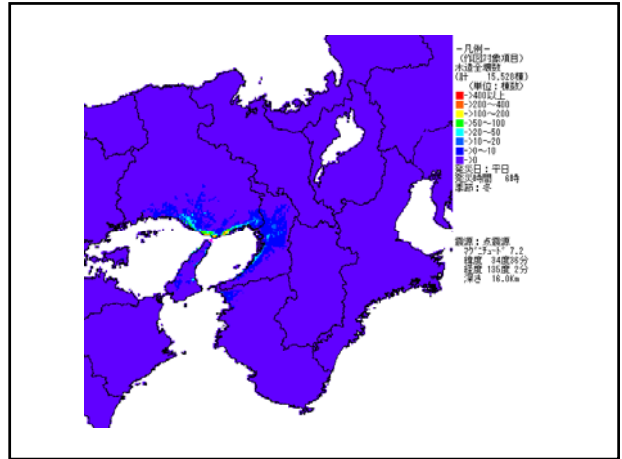 －凡例－
（作図対象項目）
木造全壊数
（計　　15,528棟）
（単位：棟数）
->400以上
->200～400
->100～200
->50～100
->20～50
->10～20
->0～10
->0
発災日：平日
発災時間　6時
季節：冬
震源：点震源
ﾏｸﾞﾆﾁｭｰﾄﾞ 7.2
緯度　34度36分
経度　135度 2分
深さ　16.0Km